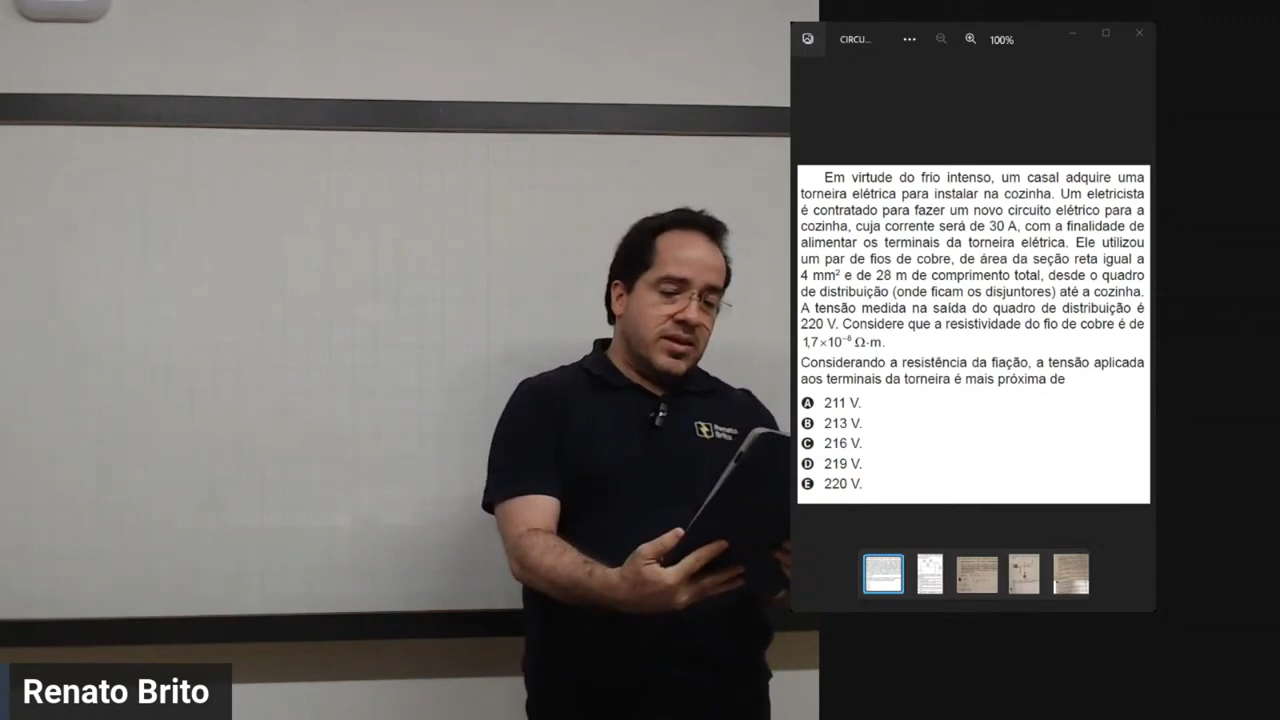 CIRCU... ... 100%
Em virtude do frio intenso, um casal adquire uma
torneira elétrica para instalar na cozinha. Um eletricista
é contratado para fazer um novo circuito elétrico para a
cozinha, cuja corrente será de 30 A, com a finalidade de
alimentar os terminais da torneira elétrica. Ele utilizou
um par de fios de cobre, de área da seção reta igual a
4 mm² e de 28 m de comprimento total, desde o quadro
de distribuição (onde ficam os disjuntores) até a cozinha.
A tensão medida na saída do quadro de distribuição é
220 V. Considere que a resistividade do fio de cobre é de
1,7×10⁻⁸ Ω·m.
Considerando a resistência da fiação, a tensão aplicada
aos terminais da torneira é mais próxima de
A 211 V.
B 213 V.
C 216 V.
D 219 V.
E 220 V.
Renato
Brito
Renato Brito